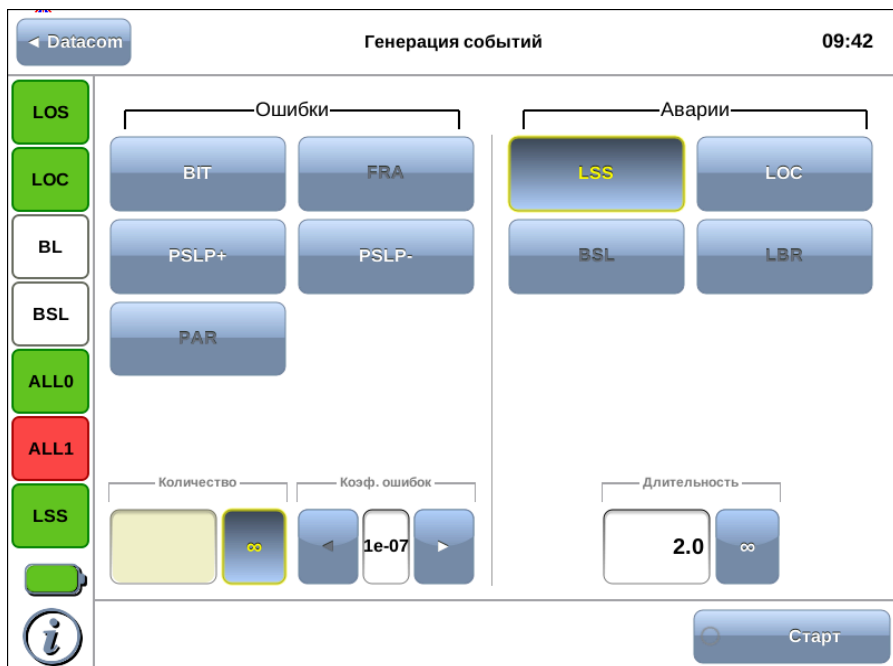 ◄ Datacom
Генерация событий
09:42
LOS
LOC
BL
BSL
ALL0
ALL1
LSS
Ошибки
BIT
FRA
PSLP+
PSLP-
PAR
Количество
∞
Коэф. ошибок
◄ 1e-07 ►
Аварии
LSS
LOC
BSL
LBR
Длительность
2.0
∞
i
Старт